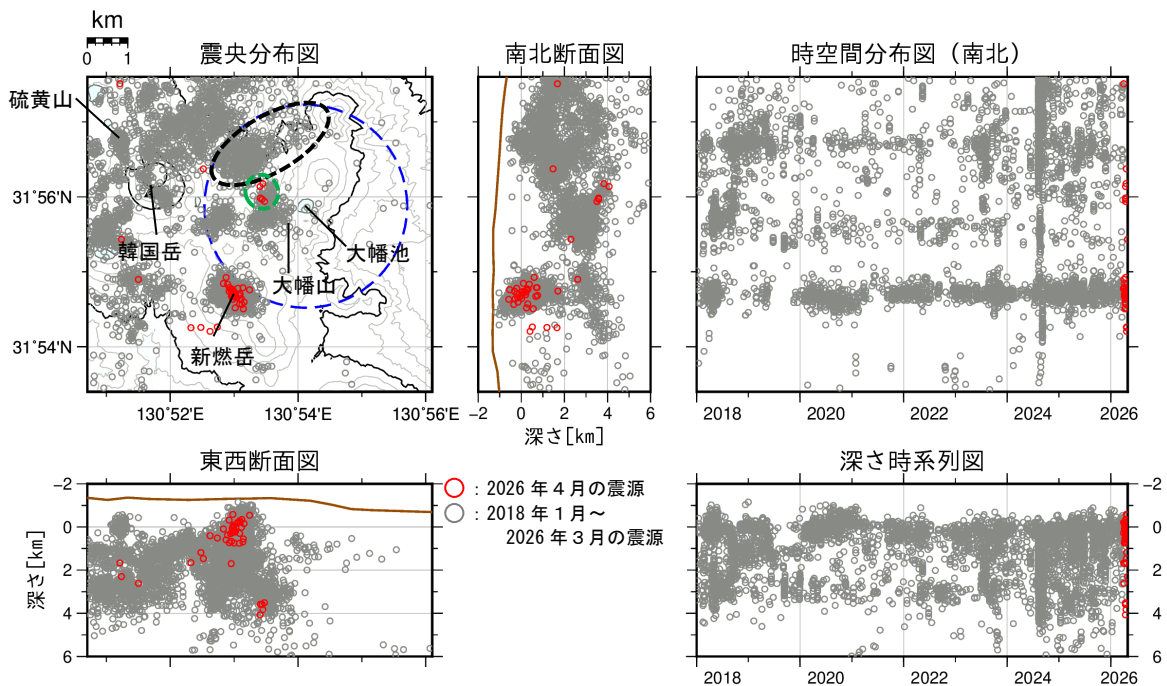 km
0 1
震央分布図
硫黄山
韓国岳
大幡池
大幡山
新燃岳
31˚56'N
31˚54'N
130˚52'E
130˚54'E
130˚56'E
南北断面図
−2 0 2 4 6
深さ[km]
時空間分布図（南北）
2018 2020 2022 2024 2026
東西断面図
−2
0
2
4
6
深さ[km]
：2026 年４月の震源
：2018 年１月～
2026 年３月の震源
深さ時系列図
−2
0
2
4
6
2018 2020 2022 2024 2026